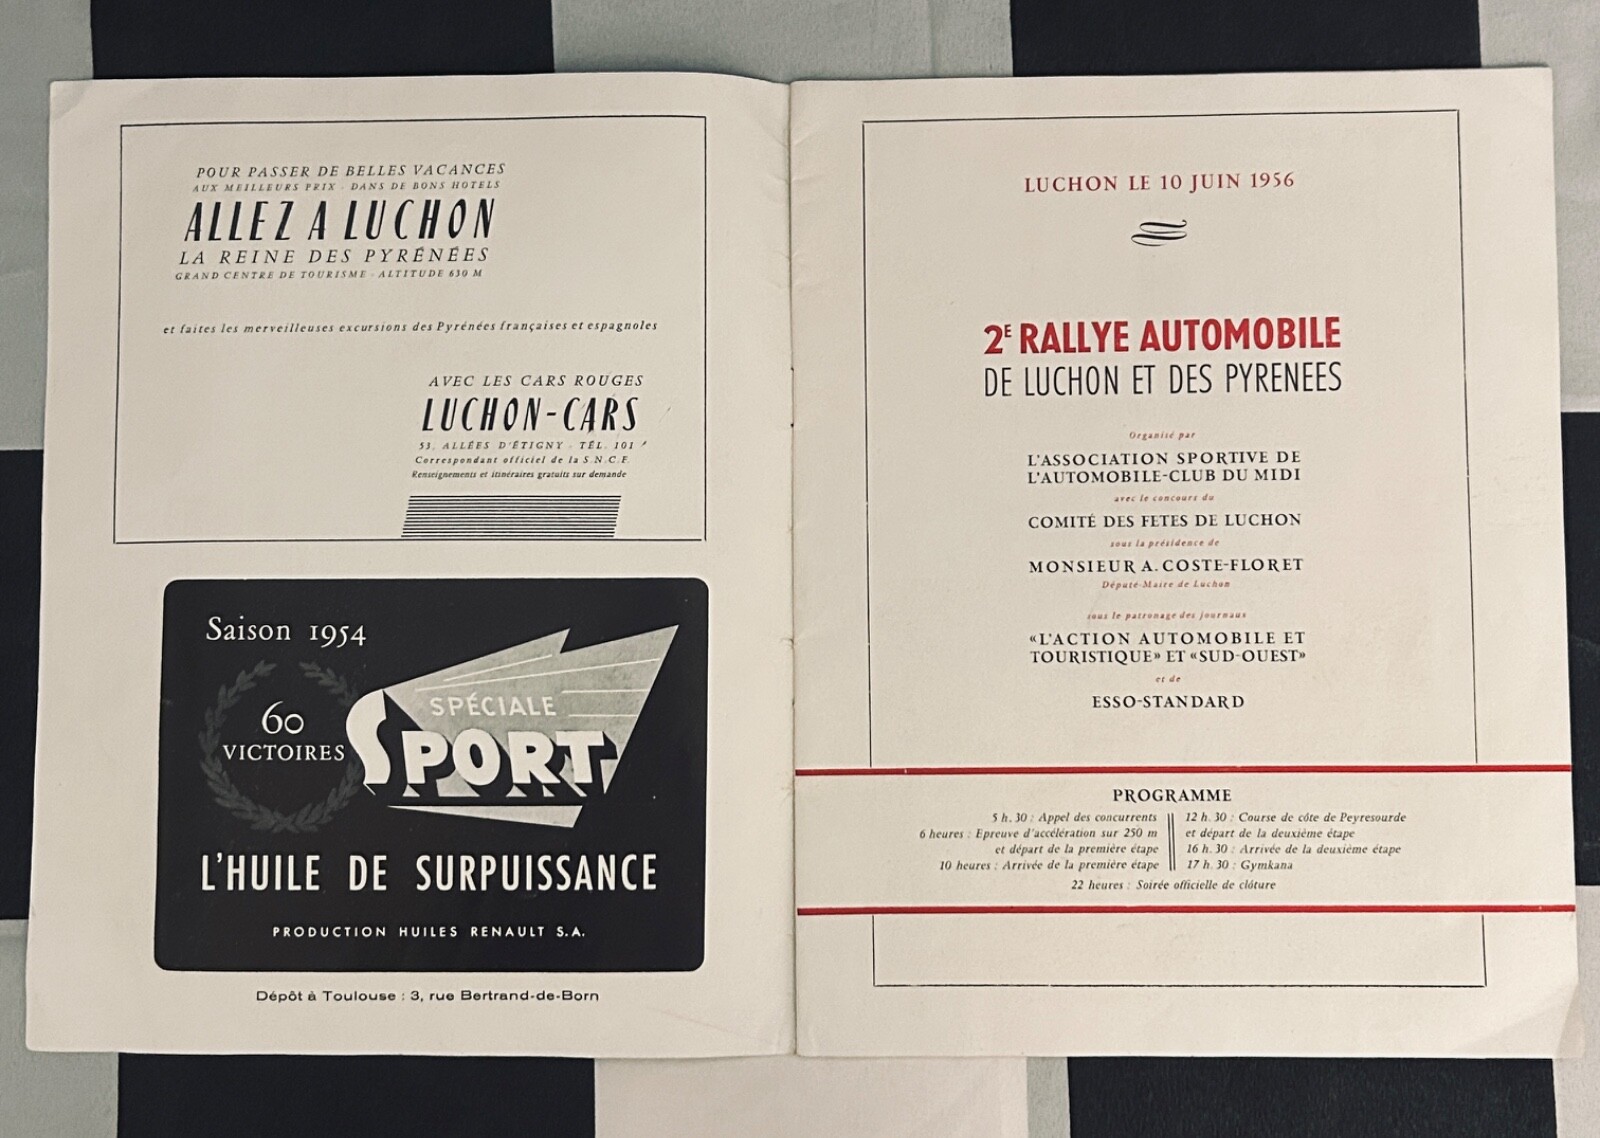 POUR PASSER DE BELLES VACANCES
AUX MEILLEURS PRIX - DANS DE BONS HOTELS
ALLEZ A LUCHON
LA REINE DES PYRÉNÉES
GRAND CENTRE DE TOURISME - ALTITUDE 630 M
et faites les merveilleuses excursions des Pyrénées françaises et espagnoles
AVEC LES CARS ROUGES
LUCHON-CARS
53, ALLÉES D'ÉTIGNY - TÉL. 101
Correspondant officiel de la S.N.C.F.
Renseignements et itinéraires gratuits sur demande
Saison 1954
60
VICTOIRES
SPÉCIALE
SPORT
L'HUILE DE SURPUISSANCE
PRODUCTION HUILES RENAULT S.A.
Dépôt à Toulouse : 3, rue Bertrand-de-Born
LUCHON LE 10 JUIN 1956
2E RALLYE AUTOMOBILE
DE LUCHON ET DES PYRENEES
Organisé par
L'ASSOCIATION SPORTIVE DE
L'AUTOMOBILE-CLUB DU MIDI
avec le concours du
COMITÉ DES FETES DE LUCHON
sous la présidence de
MONSIEUR A. COSTE-FLORET
Député-Maire de Luchon
sous le patronage des journaux
«L'ACTION AUTOMOBILE ET
TOURISTIQUE» ET «SUD-OUEST»
et de
ESSO-STANDARD
PROGRAMME
5 h. 30 : Appel des concurrents
6 heures : Epreuve d'accélération sur 250 m
et départ de la première étape
10 heures : Arrivée de la première étape
12 h. 30 : Course de côte de Peyresourde
et départ de la deuxième étape
16 h. 30 : Arrivée de la deuxième étape
17 h. 30 : Gymkana
22 heures : Soirée officielle de clôture